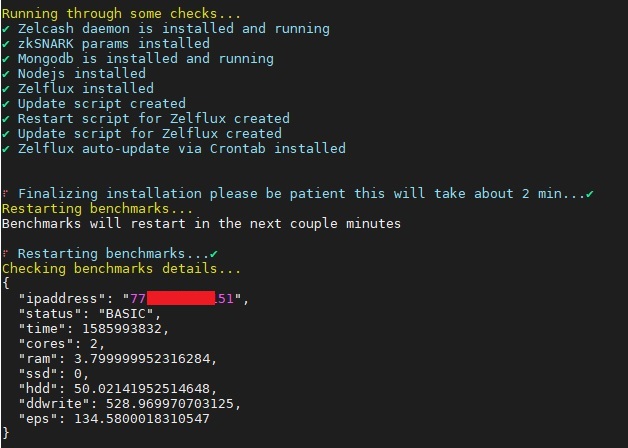 Running through some checks...
✔ Zelcash daemon is installed and running
✔ zkSNARK params installed
✔ Mongodb is installed and running
✔ Nodejs installed
✔ Zelflux installed
✔ Update script created
✔ Restart script for Zelflux created
✔ Update script for Zelflux created
✔ Zelflux auto-update via Crontab installed
Finalizing installation please be patient this will take about 2 min...✔
Restarting benchmarks...
Benchmarks will restart in the next couple minutes
Restarting benchmarks...✔
Checking benchmarks details...
{
"ipaddress": "77 51",
"status": "BASIC",
"time": 1585993832,
"cores": 2,
"ram": 3.799999952316284,
"ssd": 0,
"hdd": 50.02141952514648,
"ddwrite": 528.969970703125,
"eps": 134.5800018310547
}